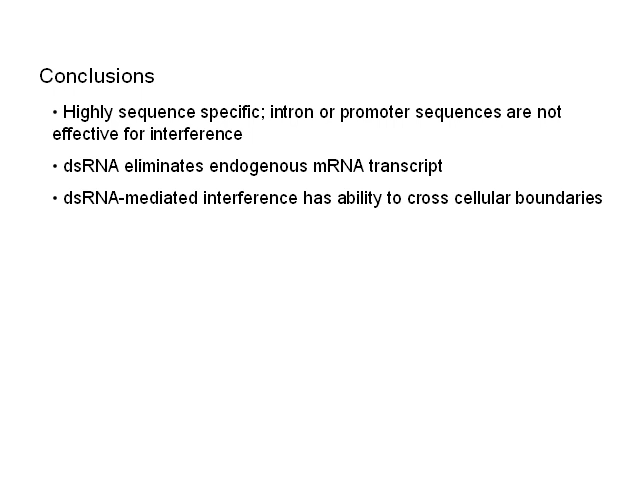 Conclusions
• Highly sequence specific; intron or promoter sequences are not
effective for interference
• dsRNA eliminates endogenous mRNA transcript
• dsRNA-mediated interference has ability to cross cellular boundaries